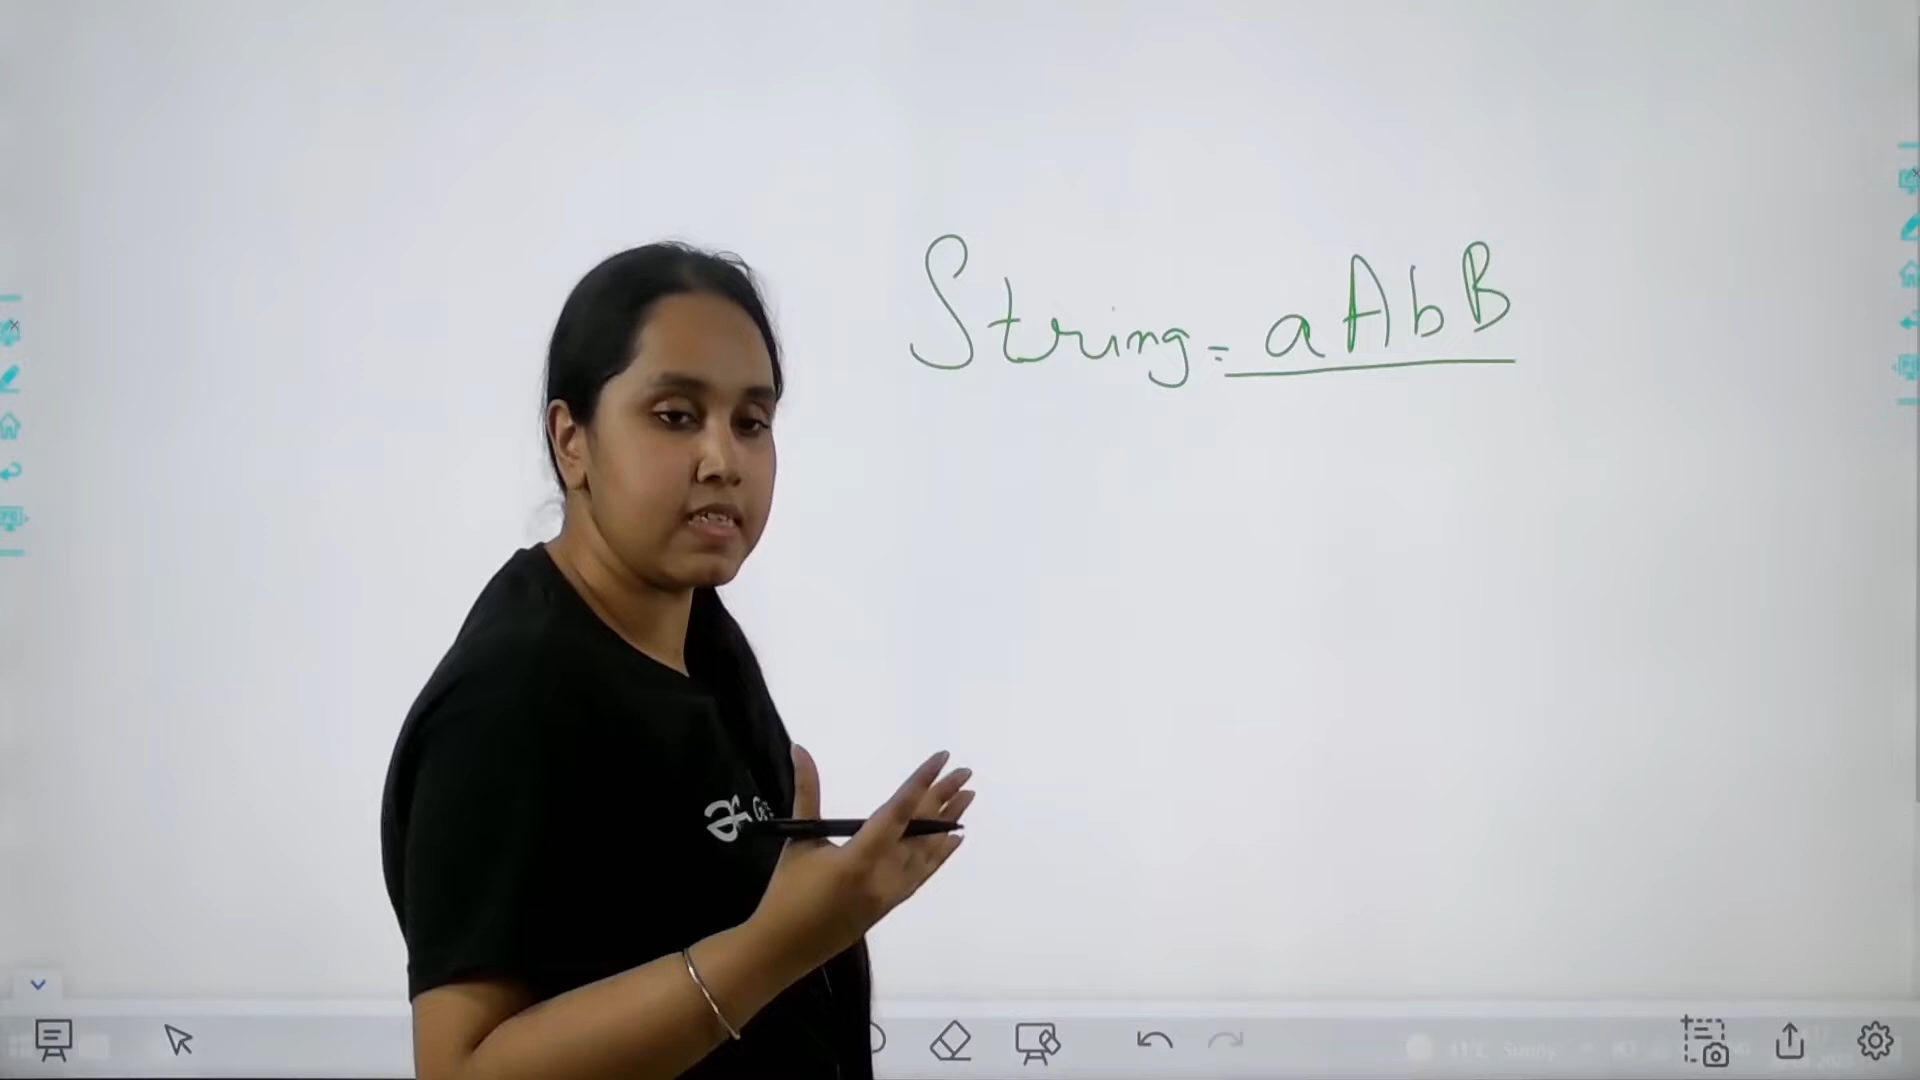 String = aAbB